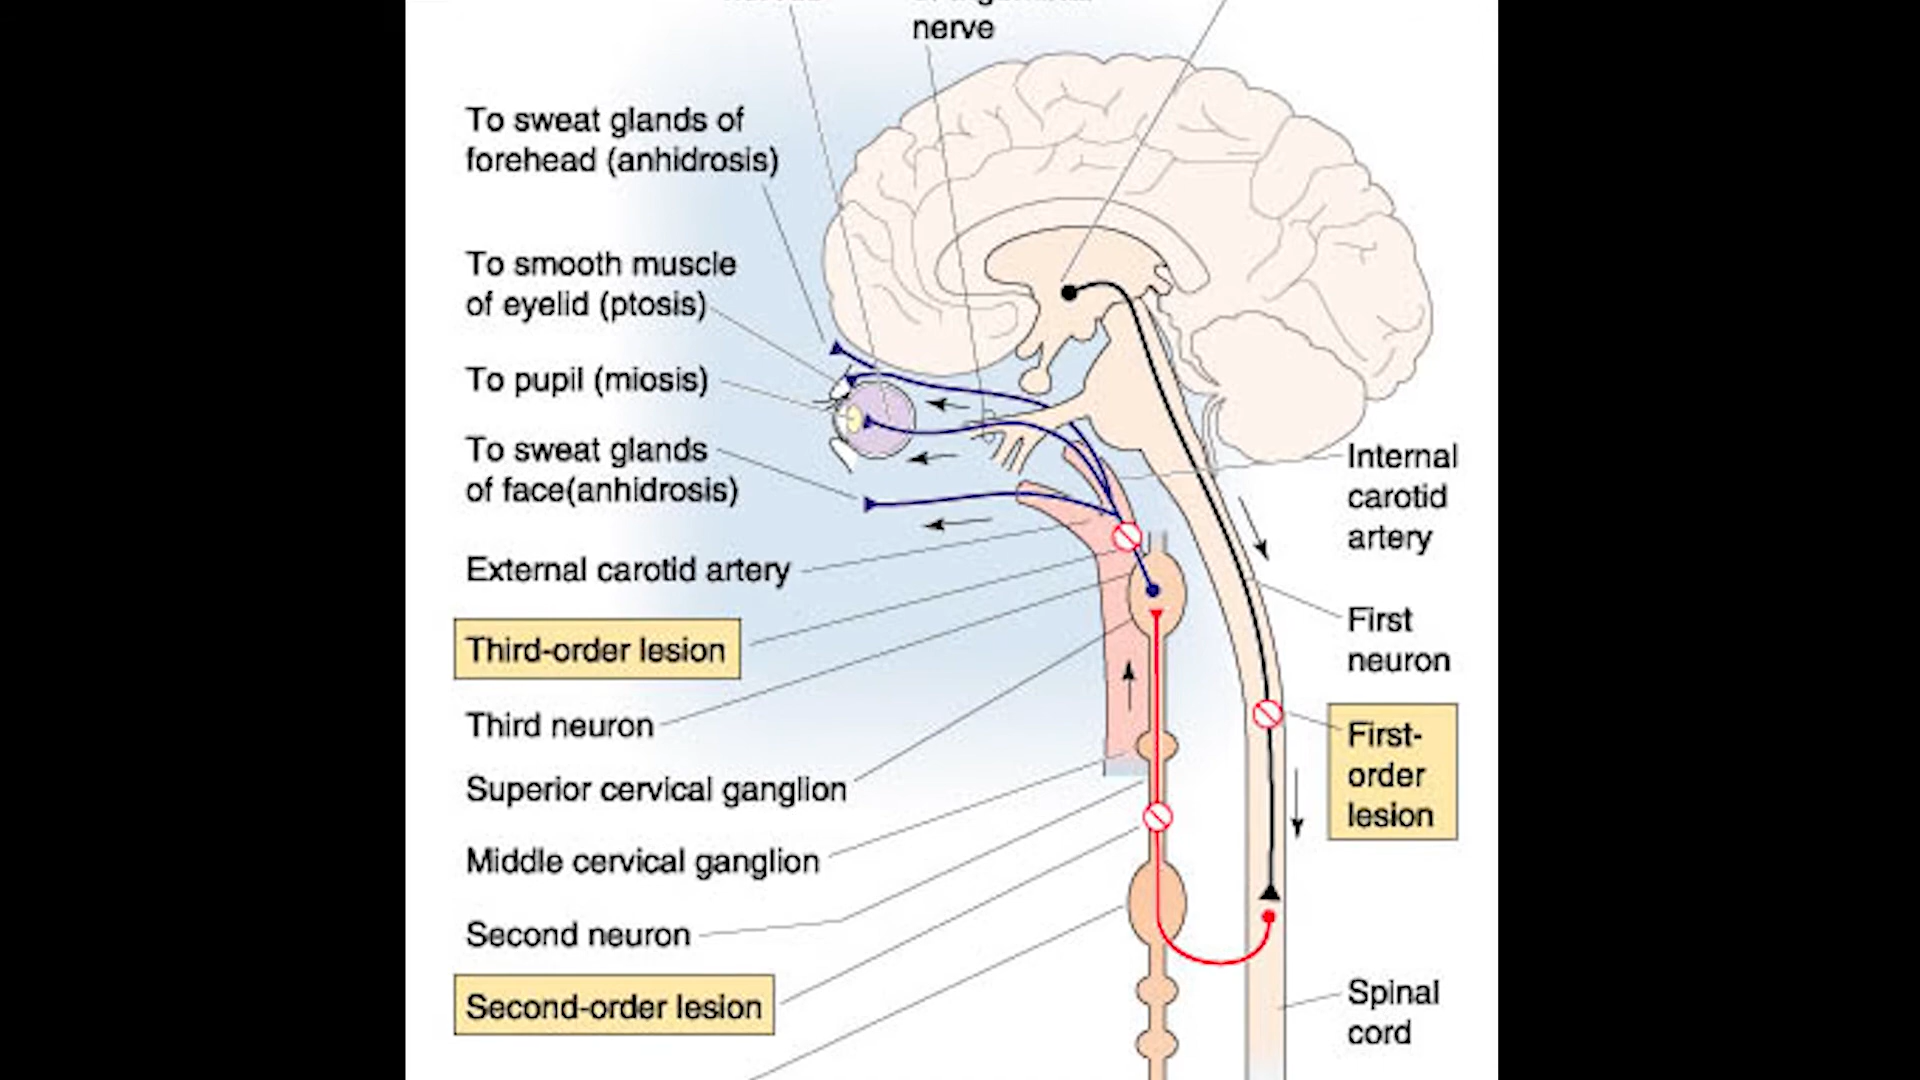 nerve
To sweat glands of
forehead (anhidrosis)
To smooth muscle
of eyelid (ptosis)
To pupil (miosis)
To sweat glands
of face(anhidrosis)
External carotid artery
Third-order lesion
Third neuron
Superior cervical ganglion
Middle cervical ganglion
Second neuron
Second-order lesion
Internal
carotid
artery
First
neuron
First-
order
lesion
Spinal
cord